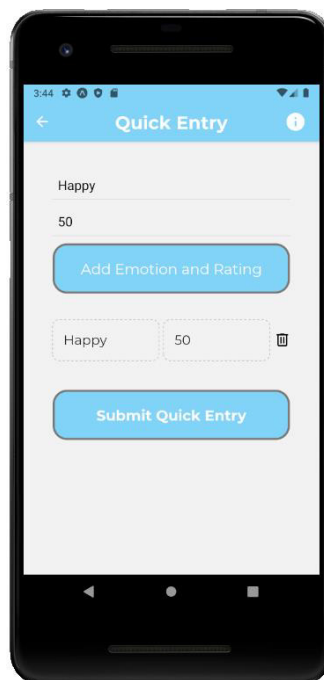 3:44
Quick Entry
Happy
50
Add Emotion and Rating
Happy 50
Submit Quick Entry